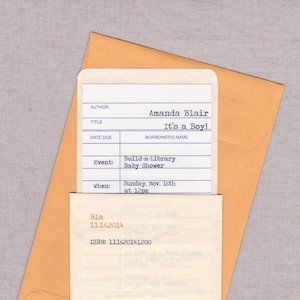 AUTHOR Amanda Blair
TITLE It's a Boy!
DATE DUE BORROWER'S NAME
Event: Build-a-Library
Baby Shower
When: Sunday, Nov. 16th
at 12pm
Bla
11.16.2014
ISBN: 111620141200